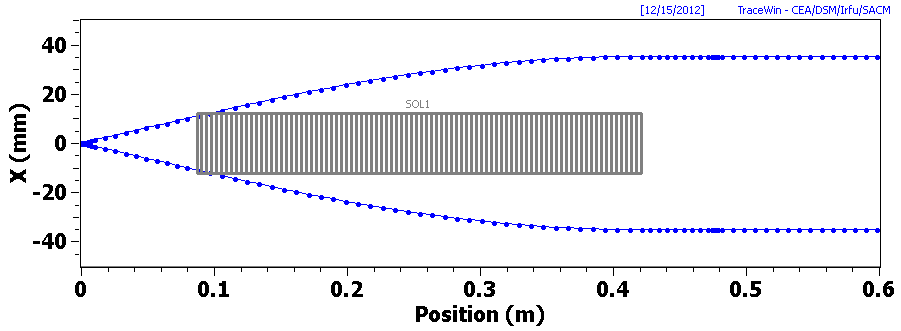 [12/15/2012] TraceWin - CEA/DSM/Irfu/SACM
40
20
0
-20
-40
X (mm)
SOL1
0 0.1 0.2 0.3 0.4 0.5 0.6
Position (m)